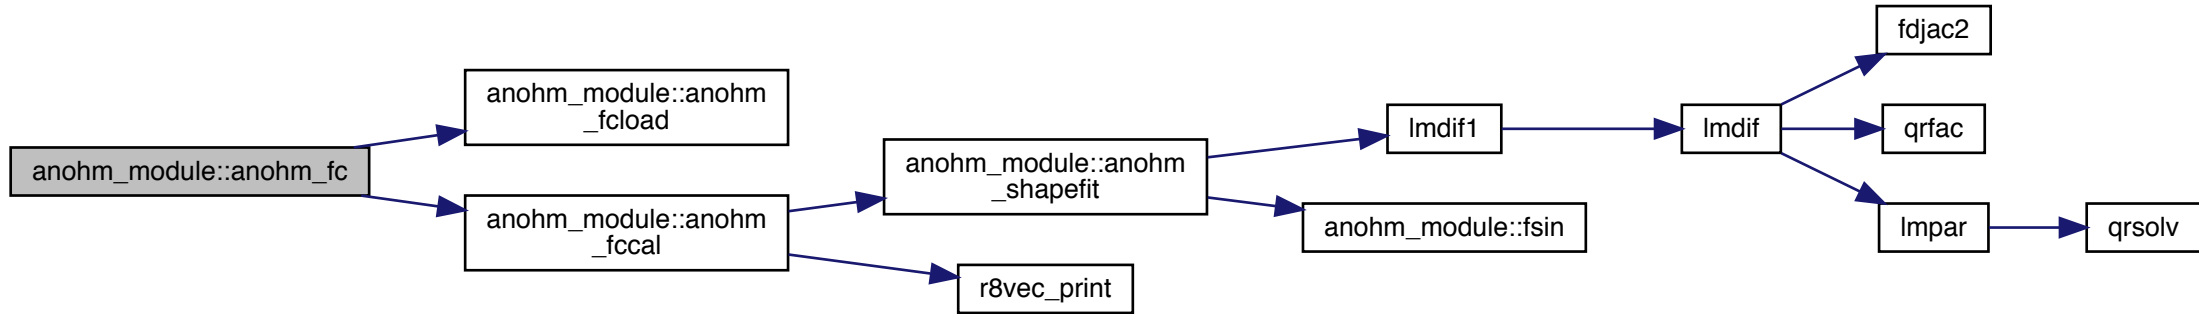 anohm_module::anohm_fc
anohm_module::anohm
_fcload
anohm_module::anohm
_fccal
anohm_module::anohm
_shapefit
r8vec_print
lmdif1
anohm_module::fsin
lmdif
fdjac2
qrfac
lmpar
qrsolv